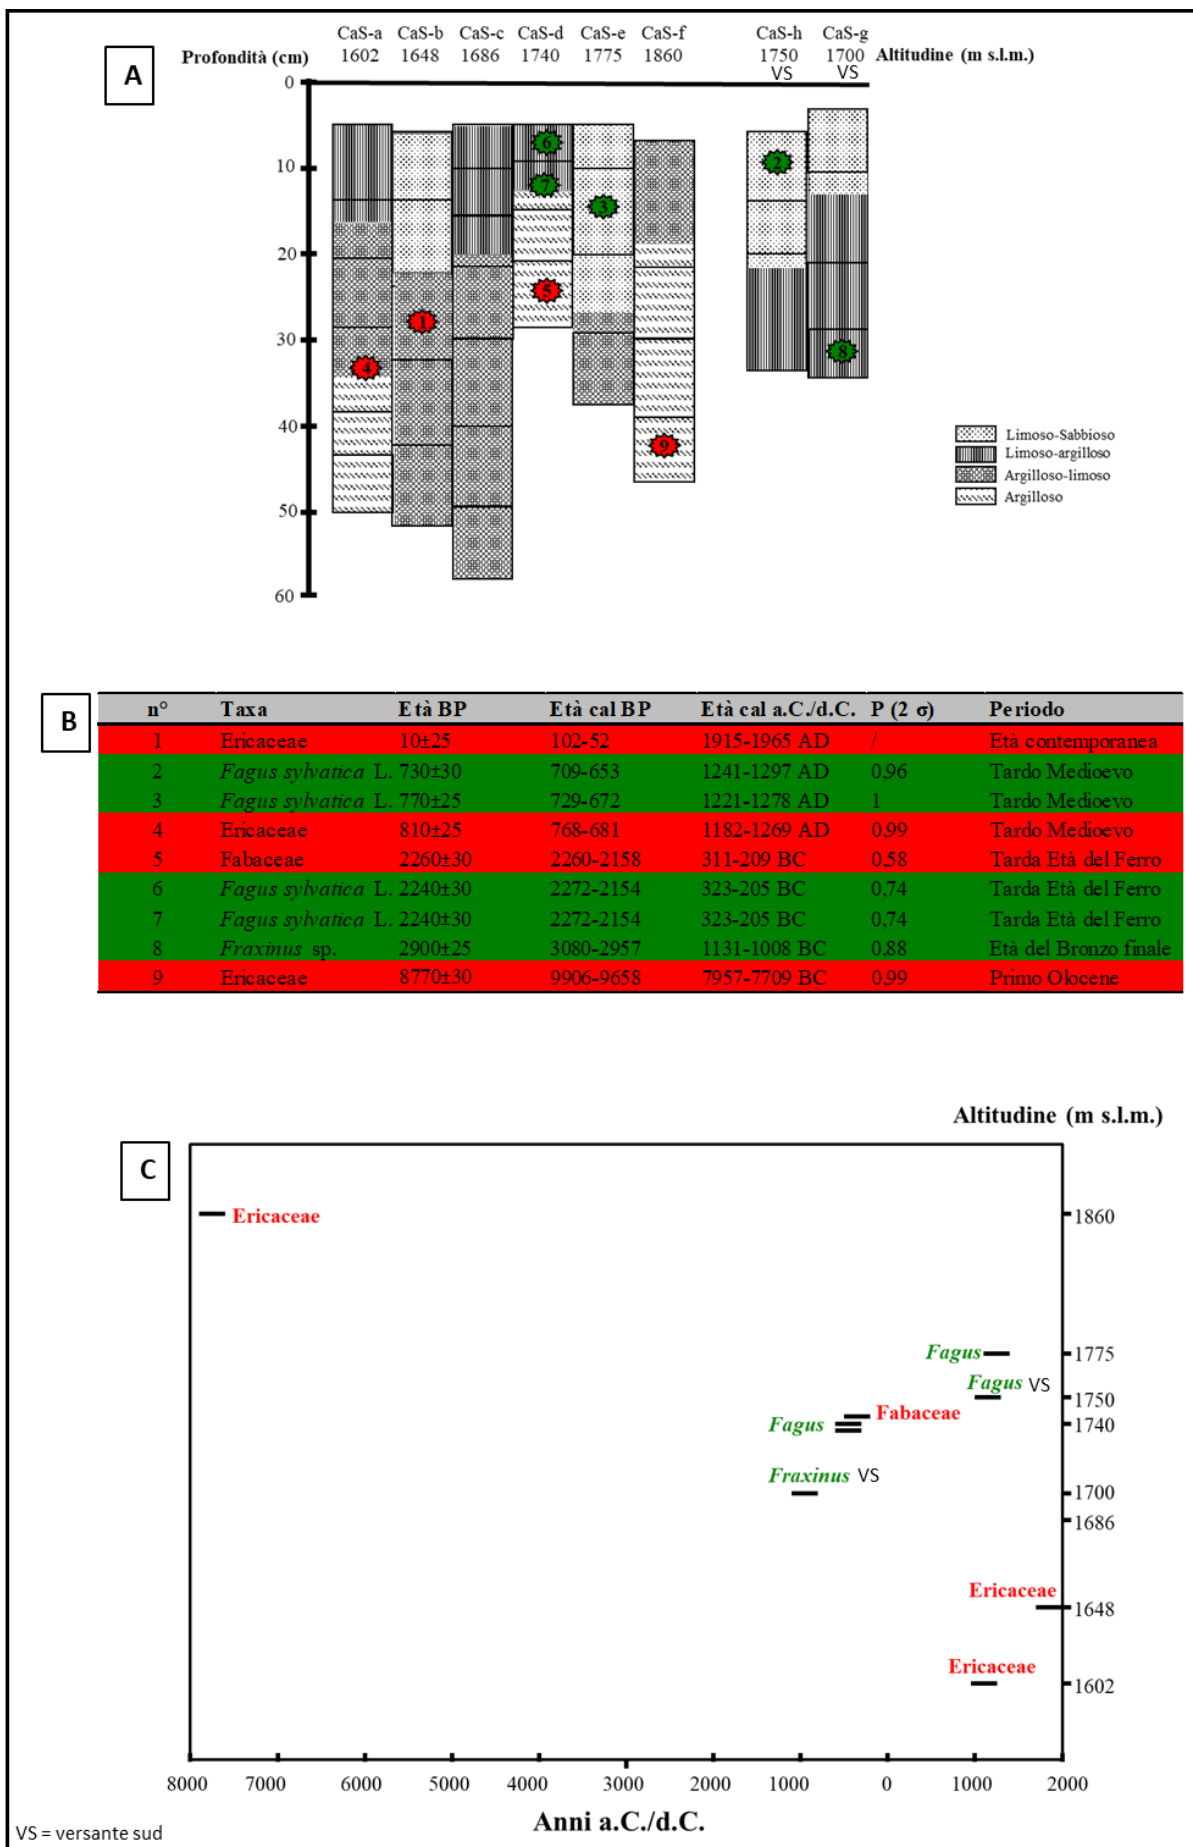 CaS-a CaS-b CaS-c CaS-d CaS-e CaS-f CaS-h CaS-g
Profondità (cm) 1602 1648 1686 1740 1775 1860 1750 1700 Altitudine (m s.l.m.)
VS VS
A
0
10
20
30
40
50
60
6
2
7
3
5
1
8
4
9
Limoso-Sabbioso
Limoso-argilloso
Argilloso-limoso
Argilloso
B
n° Taxa Età BP Età cal BP Età cal a.C./d.C. P (2 σ) Periodo
1 Ericaceae 10±25 102-52 1915-1965 AD / Età contemporanea
2 Fagus sylvatica L. 730±30 709-653 1241-1297 AD 0,96 Tardo Medioevo
3 Fagus sylvatica L. 770±25 729-672 1221-1278 AD 1 Tardo Medioevo
4 Ericaceae 810±25 768-681 1182-1269 AD 0,99 Tardo Medioevo
5 Fabaceae 2260±30 2260-2158 311-209 BC 0,58 Tarda Età del Ferro
6 Fagus sylvatica L. 2240±30 2272-2154 323-205 BC 0,74 Tarda Età del Ferro
7 Fagus sylvatica L. 2240±30 2272-2154 323-205 BC 0,74 Tarda Età del Ferro
8 Fraxinus sp. 2900±25 3080-2957 1131-1008 BC 0,88 Età del Bronzo finale
9 Ericaceae 8770±30 9906-9658 7957-7709 BC 0,99 Primo Olocene
Altitudine (m s.l.m.)
C
Ericaceae 1860
Fagus 1775
Fagus VS
1750
Fabaceae
Fagus 1740
Fraxinus VS
1700
1686
Ericaceae
1648
Ericaceae
1602
8000 7000 6000 5000 4000 3000 2000 1000 0 1000 2000
Anni a.C./d.C.
VS = versante sud